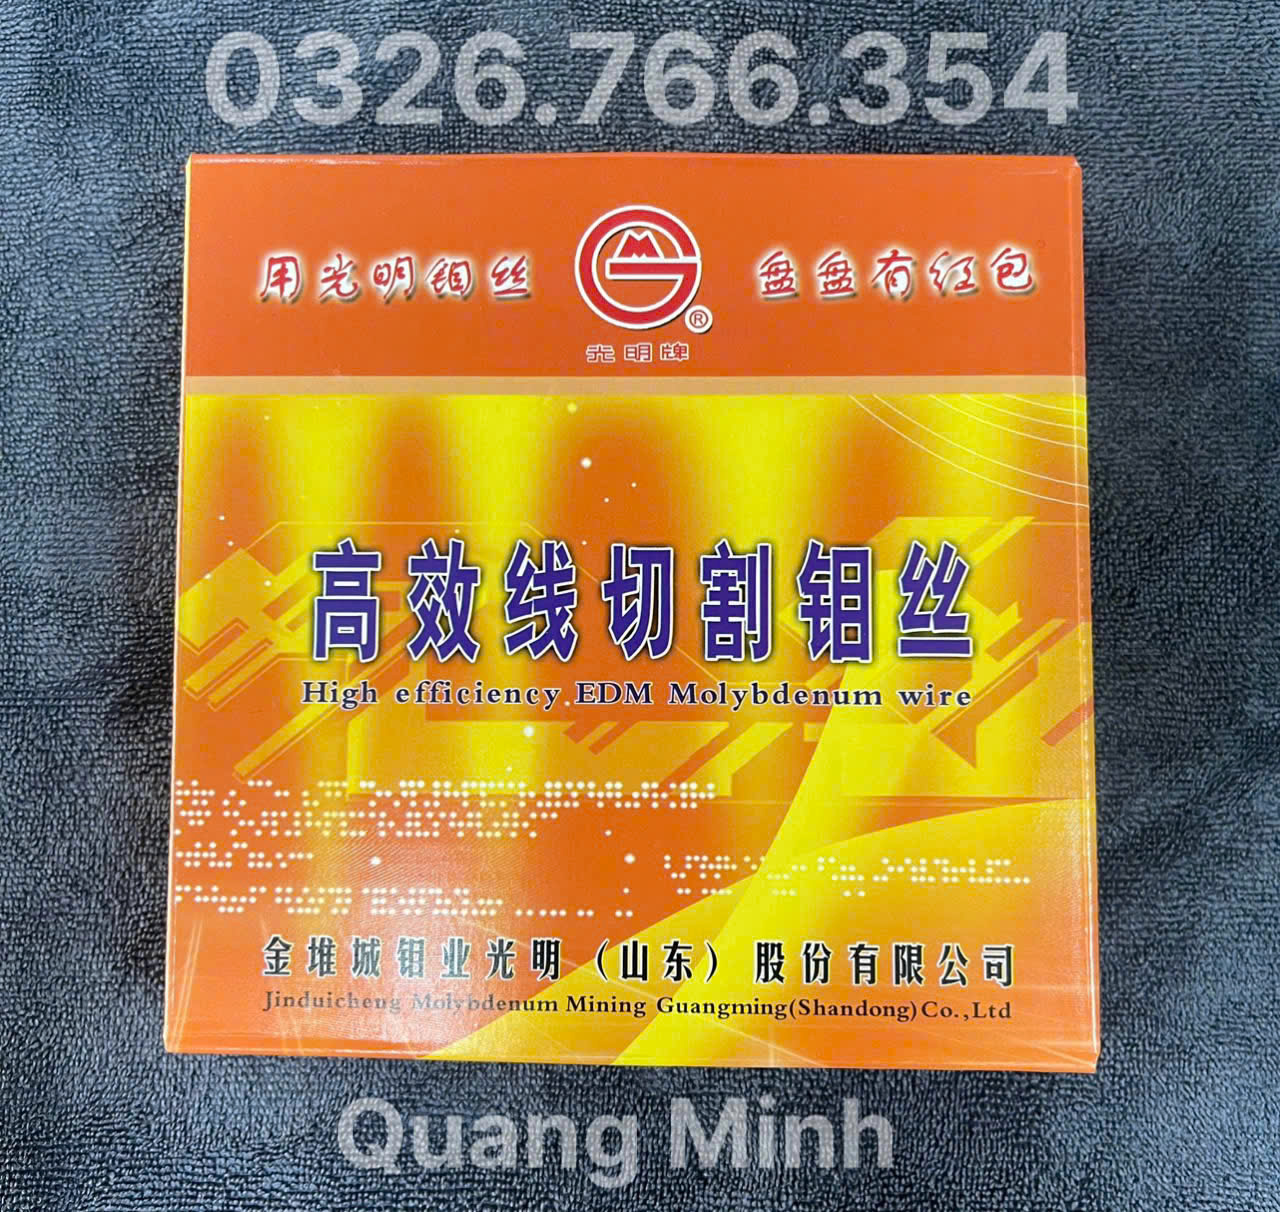 0326.766.354
用光明钼丝 盘盘有红包
®
光明牌
高效线切割钼丝
High efficiency EDM Molybdenum wire
金堆城钼业光明（山东）股份有限公司
Jinduicheng Molybdenum Mining Guangming(Shandong)Co.,Ltd
Quang Minh